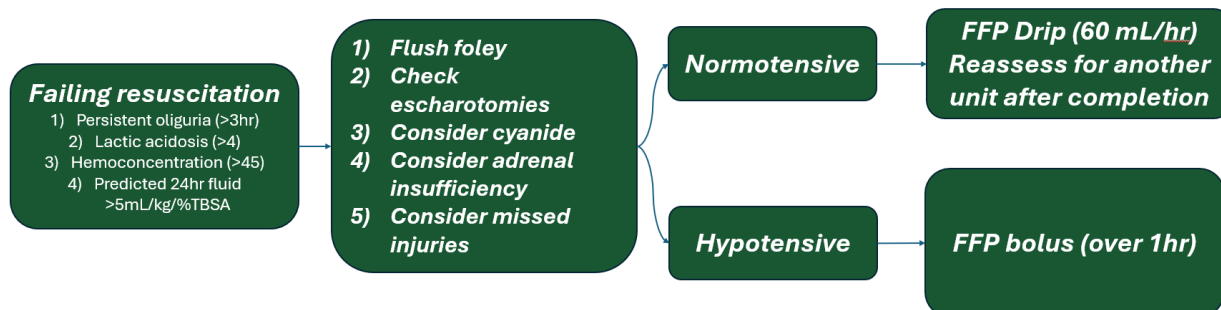 Failing resuscitation
1) Persistent oliguria (>3hr)
2) Lactic acidosis (>4)
3) Hemoconcentration (>45)
4) Predicted 24hr fluid
>5mL/kg/%TBSA
1) Flush foley
2) Check
escharotomies
3) Consider cyanide
4) Consider adrenal
insufficiency
5) Consider missed
injuries
Normotensive
FFP Drip (60 mL/hr)
Reassess for another
unit after completion
Hypotensive
FFP bolus (over 1hr)